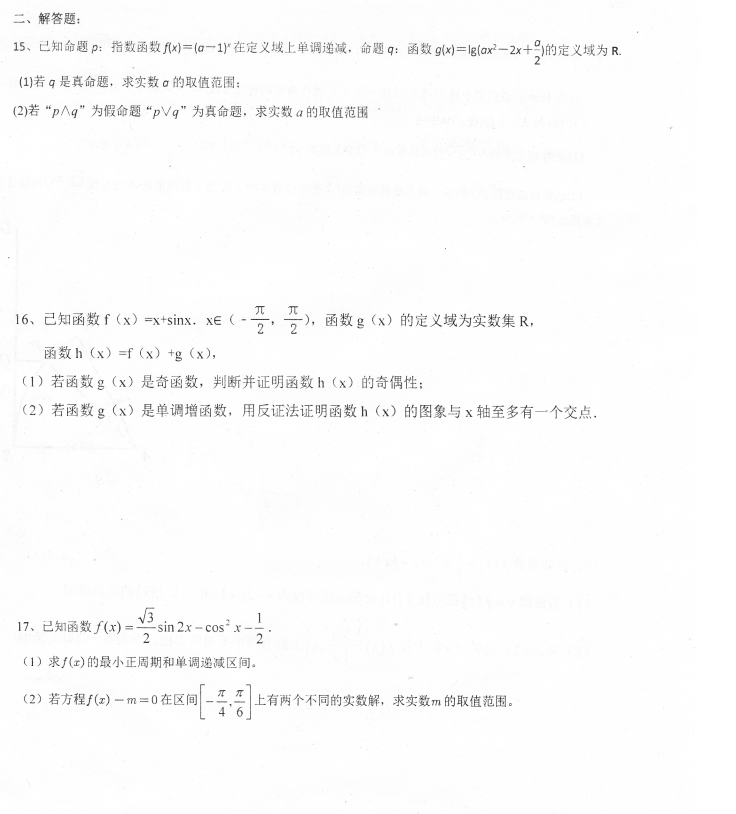 二、解答题：
15、已知命题 p：指数函数 f(x)＝(a－1)ˣ 在定义域上单调递减，命题 q：函数 g(x)＝lg(ax²－2x＋a/2)的定义域为 R.
(1)若 q 是真命题，求实数 a 的取值范围；
(2)若“p∧q”为假命题“p∨q”为真命题，求实数 a 的取值范围
16、已知函数 f（x）=x+sinx．x∈（-π/2，π/2），函数 g（x）的定义域为实数集 R，
函数 h（x）=f（x）+g（x），
（1）若函数 g（x）是奇函数，判断并证明函数 h（x）的奇偶性；
（2）若函数 g（x）是单调增函数，用反证法证明函数 h（x）的图象与 x 轴至多有一个交点．
17、已知函数 f(x)=√3/2 sin 2x－cos² x－1/2．
（1）求f(x)的最小正周期和单调递减区间。
（2）若方程f(x)－m＝0 在区间[－π/4,π/6]上有两个不同的实数解，求实数m 的取值范围。